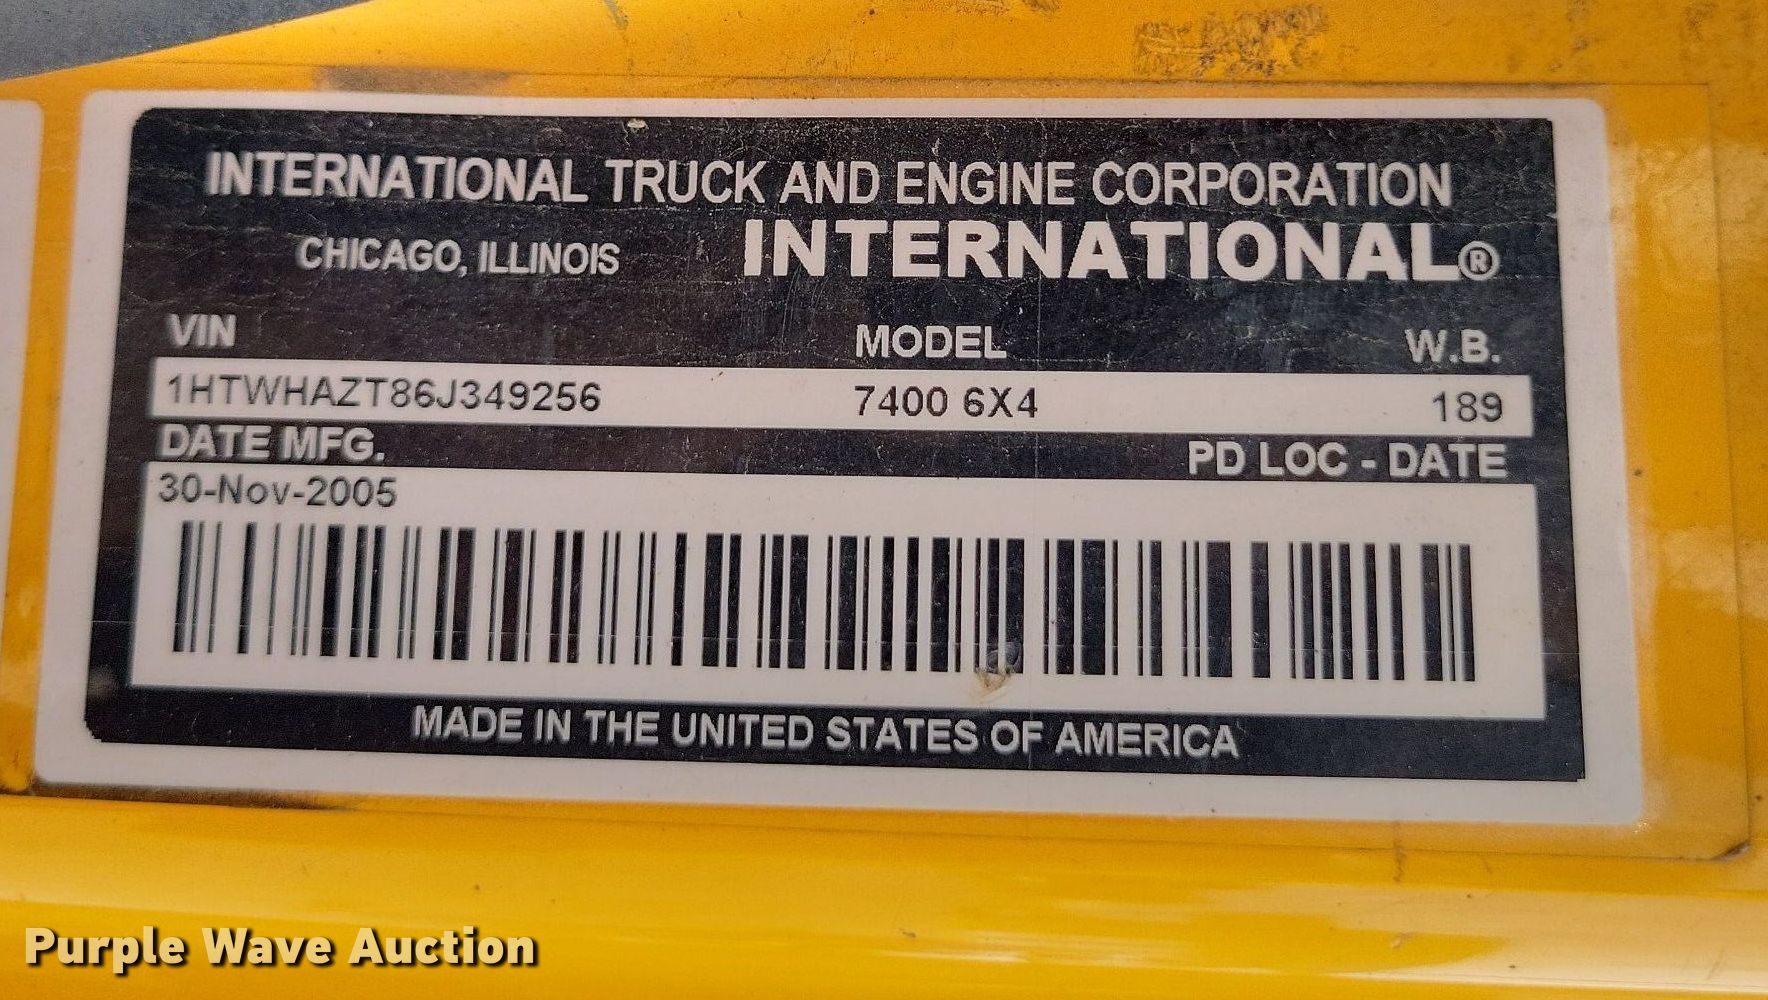 INTERNATIONAL TRUCK AND ENGINE CORPORATION
CHICAGO, ILLINOIS INTERNATIONAL®
VIN MODEL W.B.
1HTWHAZT86J349256 7400 6X4 189
DATE MFG. PD LOC - DATE
30-Nov-2005
MADE IN THE UNITED STATES OF AMERICA
Purple Wave Auction